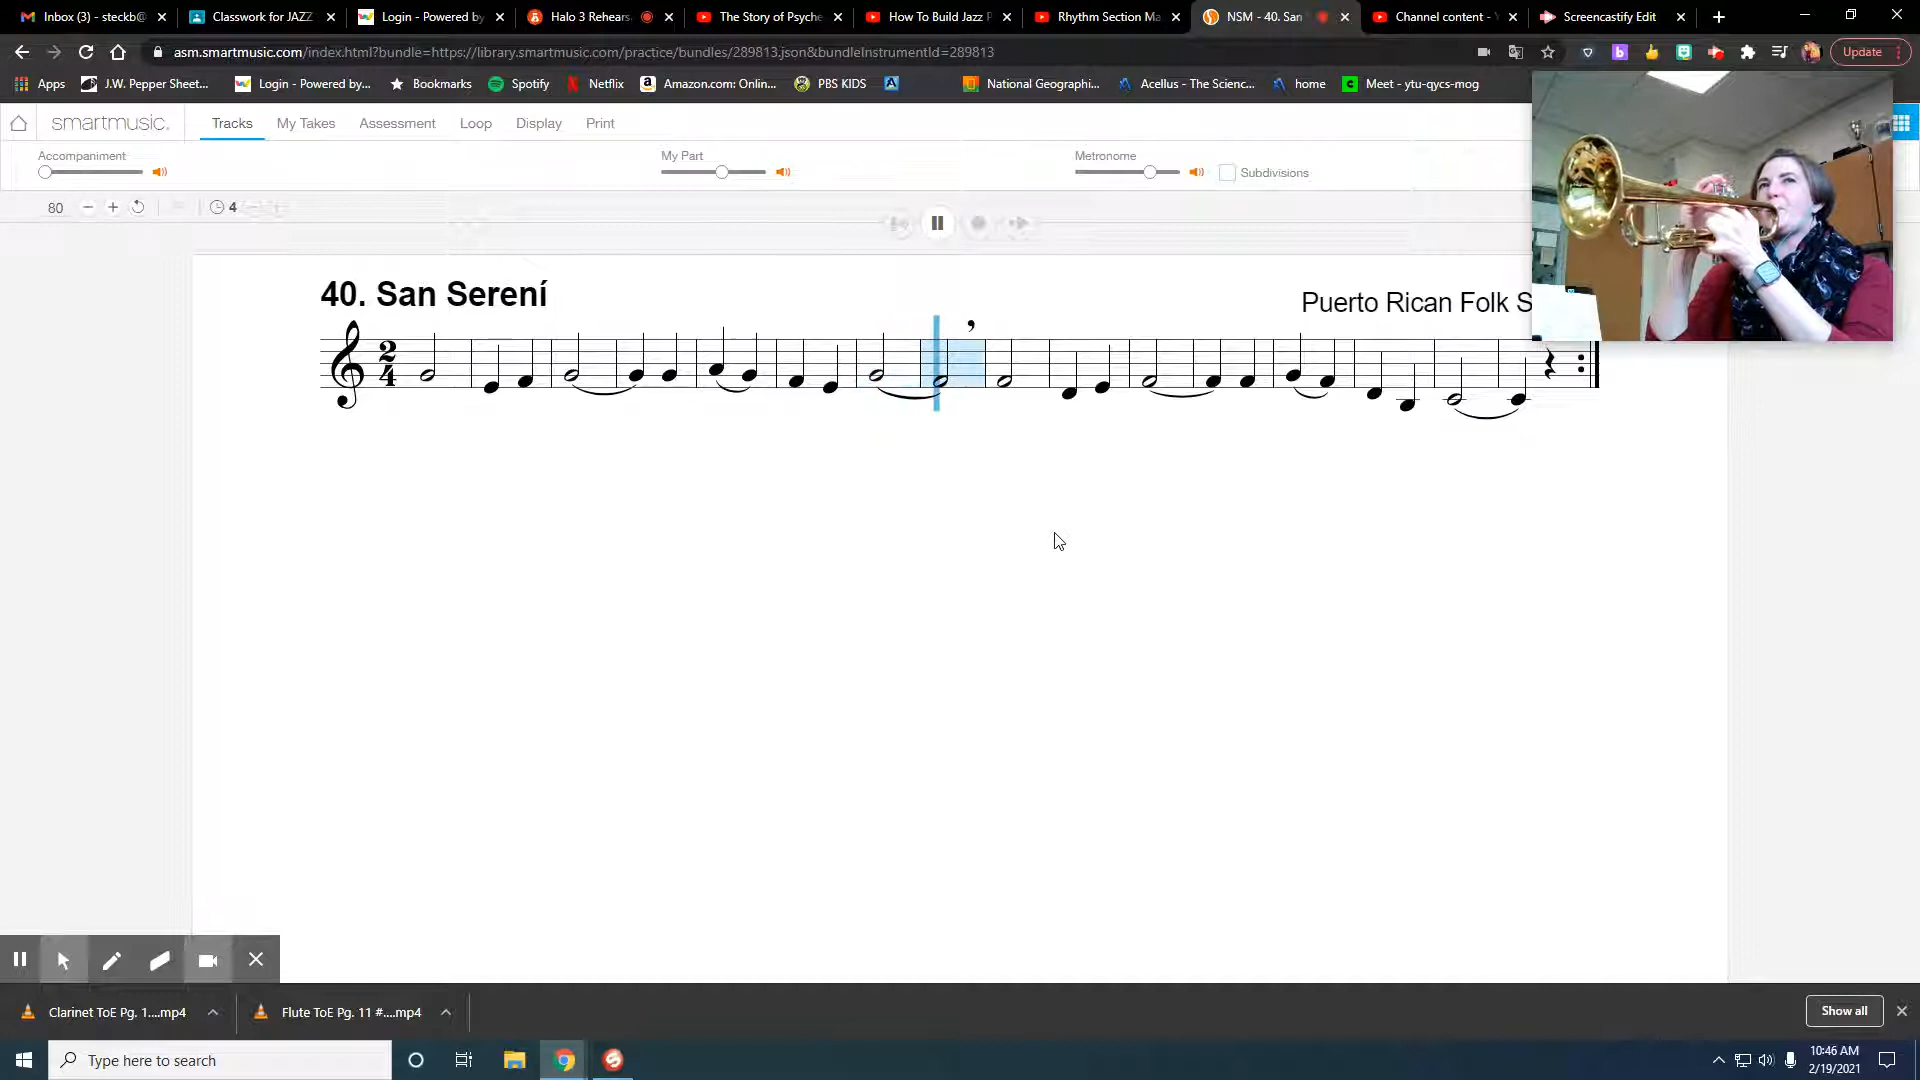 Inbox (3) - steckb@
Classwork for JAZZ
Login - Powered by
Halo 3 Rehears
The Story of Psyche
How To Build Jazz P
Rhythm Section Ma
NSM - 40. San
Channel content - Y
Screencastify Edit
asm.smartmusic.com/index.html?bundle=https://library.smartmusic.com/practice/bundles/289813.json&bundleInstrumentId=289813
Update
Apps
J.W. Pepper Sheet...
Login - Powered by...
Bookmarks
Spotify
Netflix
Amazon.com: Onlin...
PBS KIDS
National Geographi...
Acellus - The Scienc...
home
Meet - ytu-qycs-mog
smartmusic.
Tracks
My Takes
Assessment
Loop
Display
Print
Accompaniment
My Part
Metronome
Subdivisions
80
4
40. San Serení
Puerto Rican Folk S
2
4
Clarinet ToE Pg. 1....mp4
Flute ToE Pg. 11 #....mp4
Show all
Type here to search
10:46 AM
2/19/2021